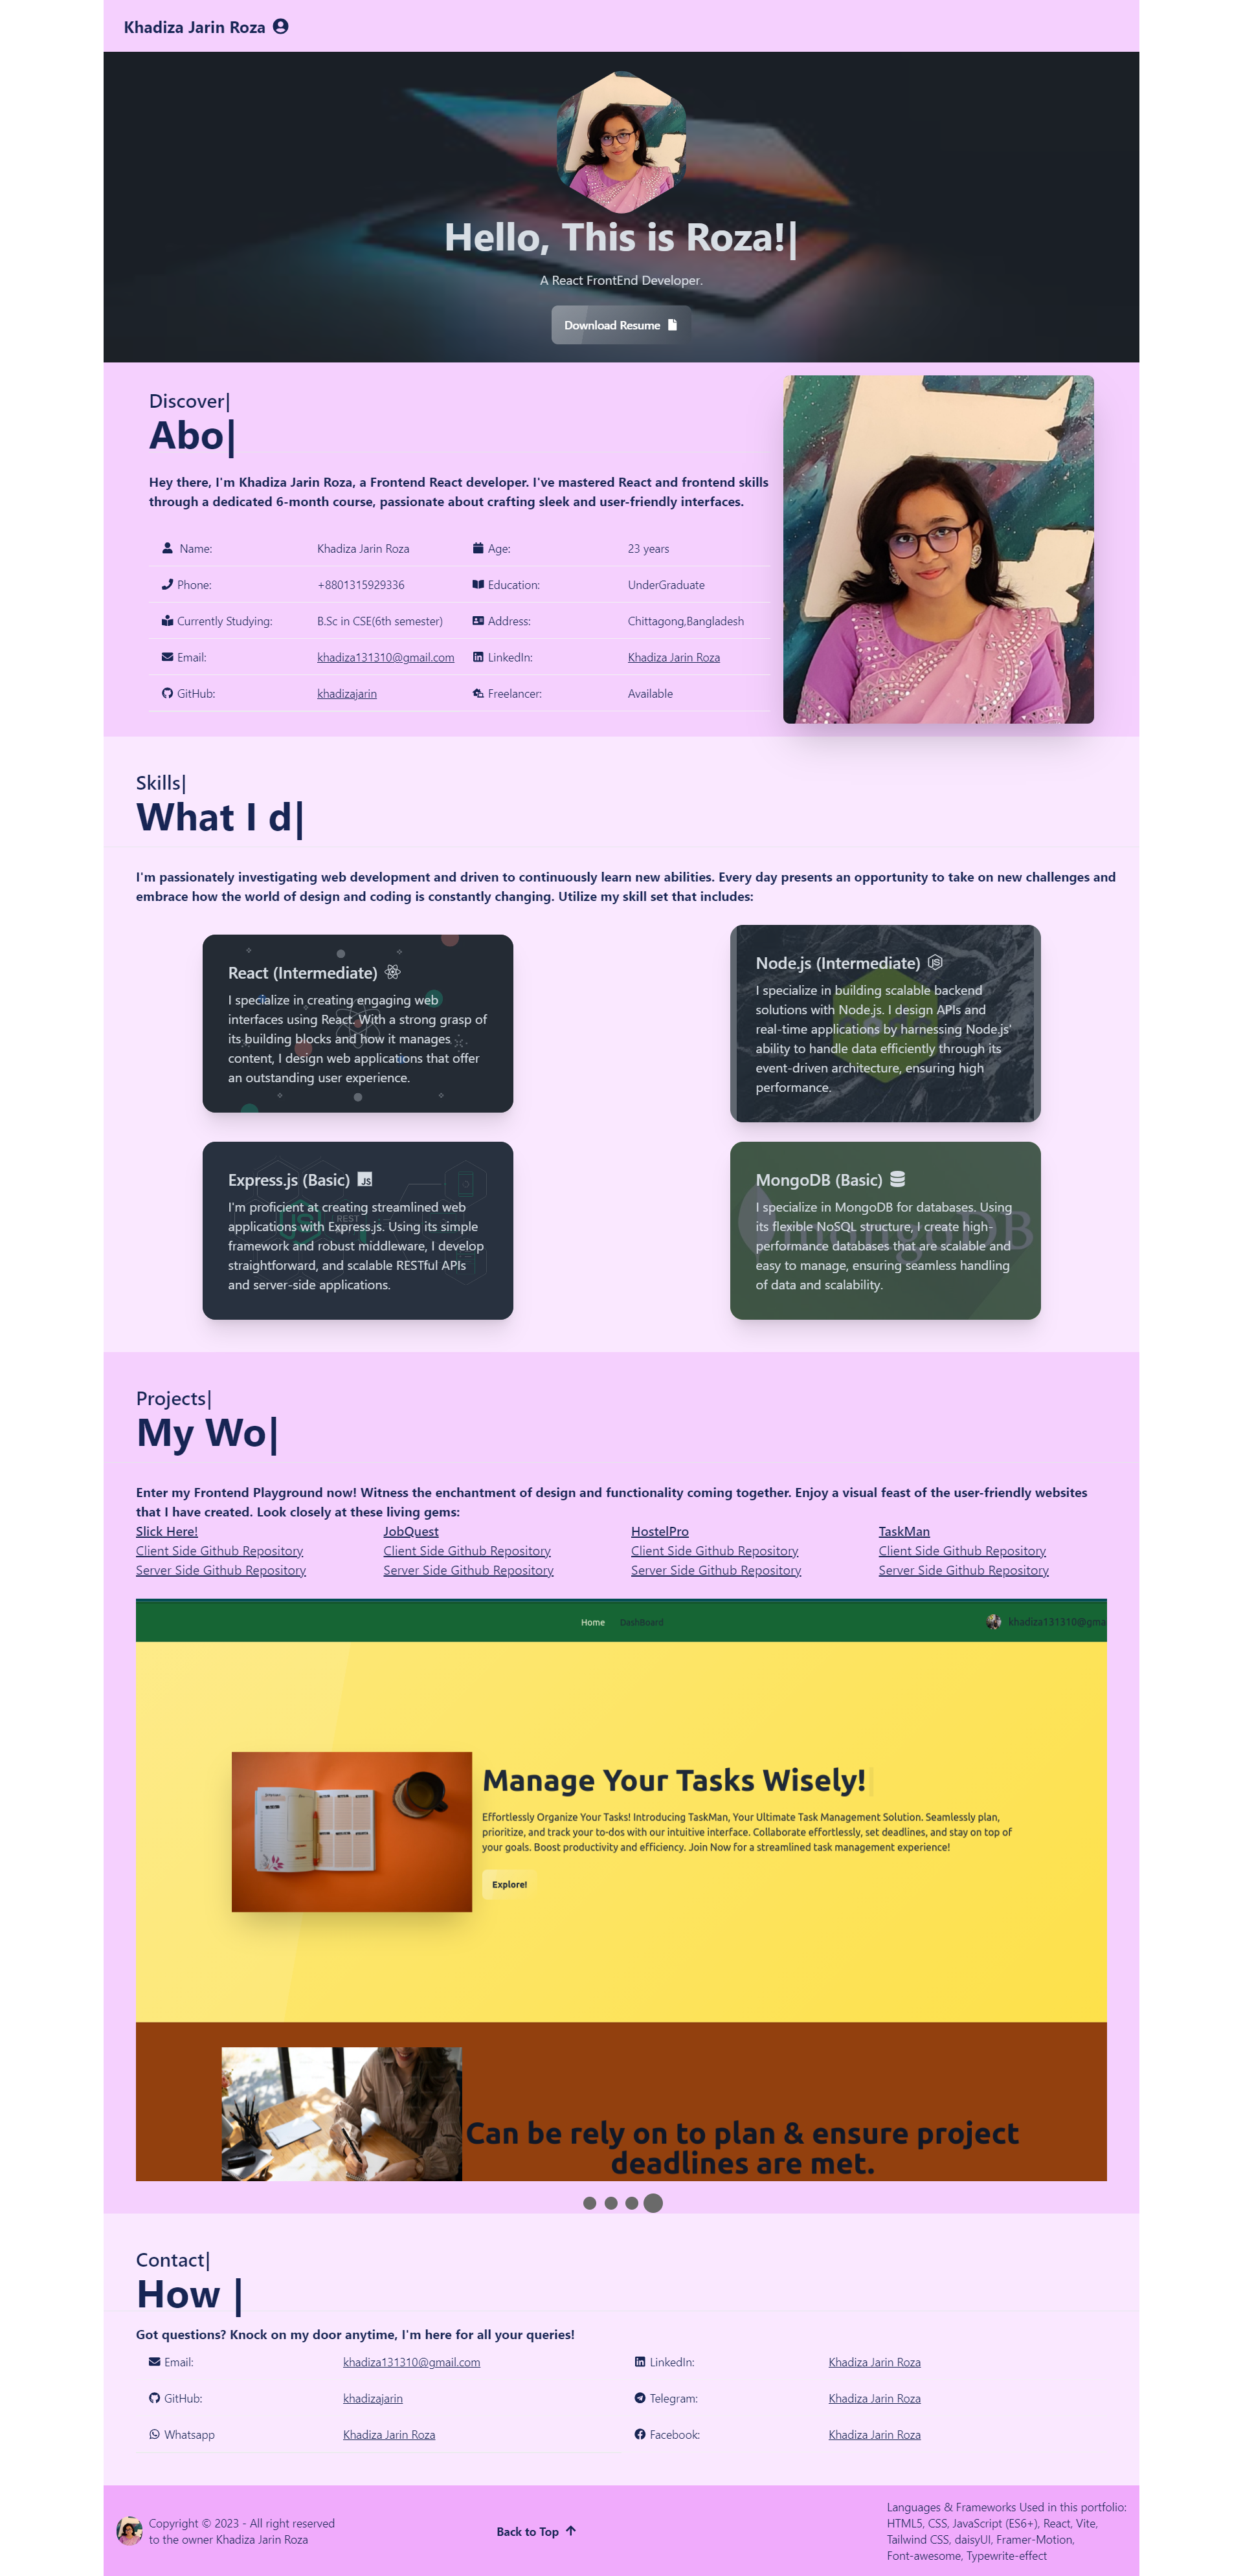 Khadiza Jarin Roza
Hello, This is Roza!|
A React FrontEnd Developer.
Download Resume
Discover|
Abo|
Hey there, I'm Khadiza Jarin Roza, a Frontend React developer. I've mastered React and frontend skills
through a dedicated 6-month course, passionate about crafting sleek and user-friendly interfaces.
Name: Khadiza Jarin Roza Age: 23 years
Phone: +8801315929336 Education: UnderGraduate
Currently Studying: B.Sc in CSE(6th semester) Address: Chittagong,Bangladesh
Email: khadiza131310@gmail.com LinkedIn: Khadiza Jarin Roza
GitHub: khadizajarin Freelancer: Available
Skills|
What I d|
I'm passionately investigating web development and driven to continuously learn new abilities. Every day presents an opportunity to take on new challenges and
embrace how the world of design and coding is constantly changing. Utilize my skill set that includes:
React (Intermediate)
I specialize in creating engaging web
interfaces using React. With a strong grasp of
its building blocks and how it manages
content, I design web applications that offer
an outstanding user experience.
Node.js (Intermediate)
I specialize in building scalable backend
solutions with Node.js. I design APIs and
real-time applications by harnessing Node.js'
ability to handle data efficiently through its
event-driven architecture, ensuring high
performance.
Express.js (Basic) JS
I'm proficient at creating streamlined web
applications with Express.js. Using its simple
framework and robust middleware, I develop
straightforward, and scalable RESTful APIs
and server-side applications.
JS
REST
MongoDB (Basic)
I specialize in MongoDB for databases. Using
its flexible NoSQL structure, I create high-
performance databases that are scalable and
easy to manage, ensuring seamless handling
of data and scalability.
mongoDB
Projects|
My Wo|
Enter my Frontend Playground now! Witness the enchantment of design and functionality coming together. Enjoy a visual feast of the user-friendly websites
that I have created. Look closely at these living gems:
Slick Here! JobQuest HostelPro TaskMan
Client Side Github Repository Client Side Github Repository Client Side Github Repository Client Side Github Repository
Server Side Github Repository Server Side Github Repository Server Side Github Repository Server Side Github Repository
Home DashBoard khadiza131310@gma
Manage Your Tasks Wisely!
Effortlessly Organize Your Tasks! Introducing TaskMan, Your Ultimate Task Management Solution. Seamlessly plan,
prioritize, and track your to-dos with our intuitive interface. Collaborate effortlessly, set deadlines, and stay on top of
your goals. Boost productivity and efficiency. Join Now for a streamlined task management experience!
Explore!
Can be rely on to plan & ensure project
deadlines are met.
Contact|
How |
Got questions? Knock on my door anytime, I'm here for all your queries!
Email: khadiza131310@gmail.com LinkedIn: Khadiza Jarin Roza
GitHub: khadizajarin Telegram: Khadiza Jarin Roza
Whatsapp Khadiza Jarin Roza Facebook: Khadiza Jarin Roza
Copyright © 2023 - All right reserved
to the owner Khadiza Jarin Roza
Back to Top
Languages & Frameworks Used in this portfolio:
HTML5, CSS, JavaScript (ES6+), React, Vite,
Tailwind CSS, daisyUI, Framer-Motion,
Font-awesome, Typewrite-effect